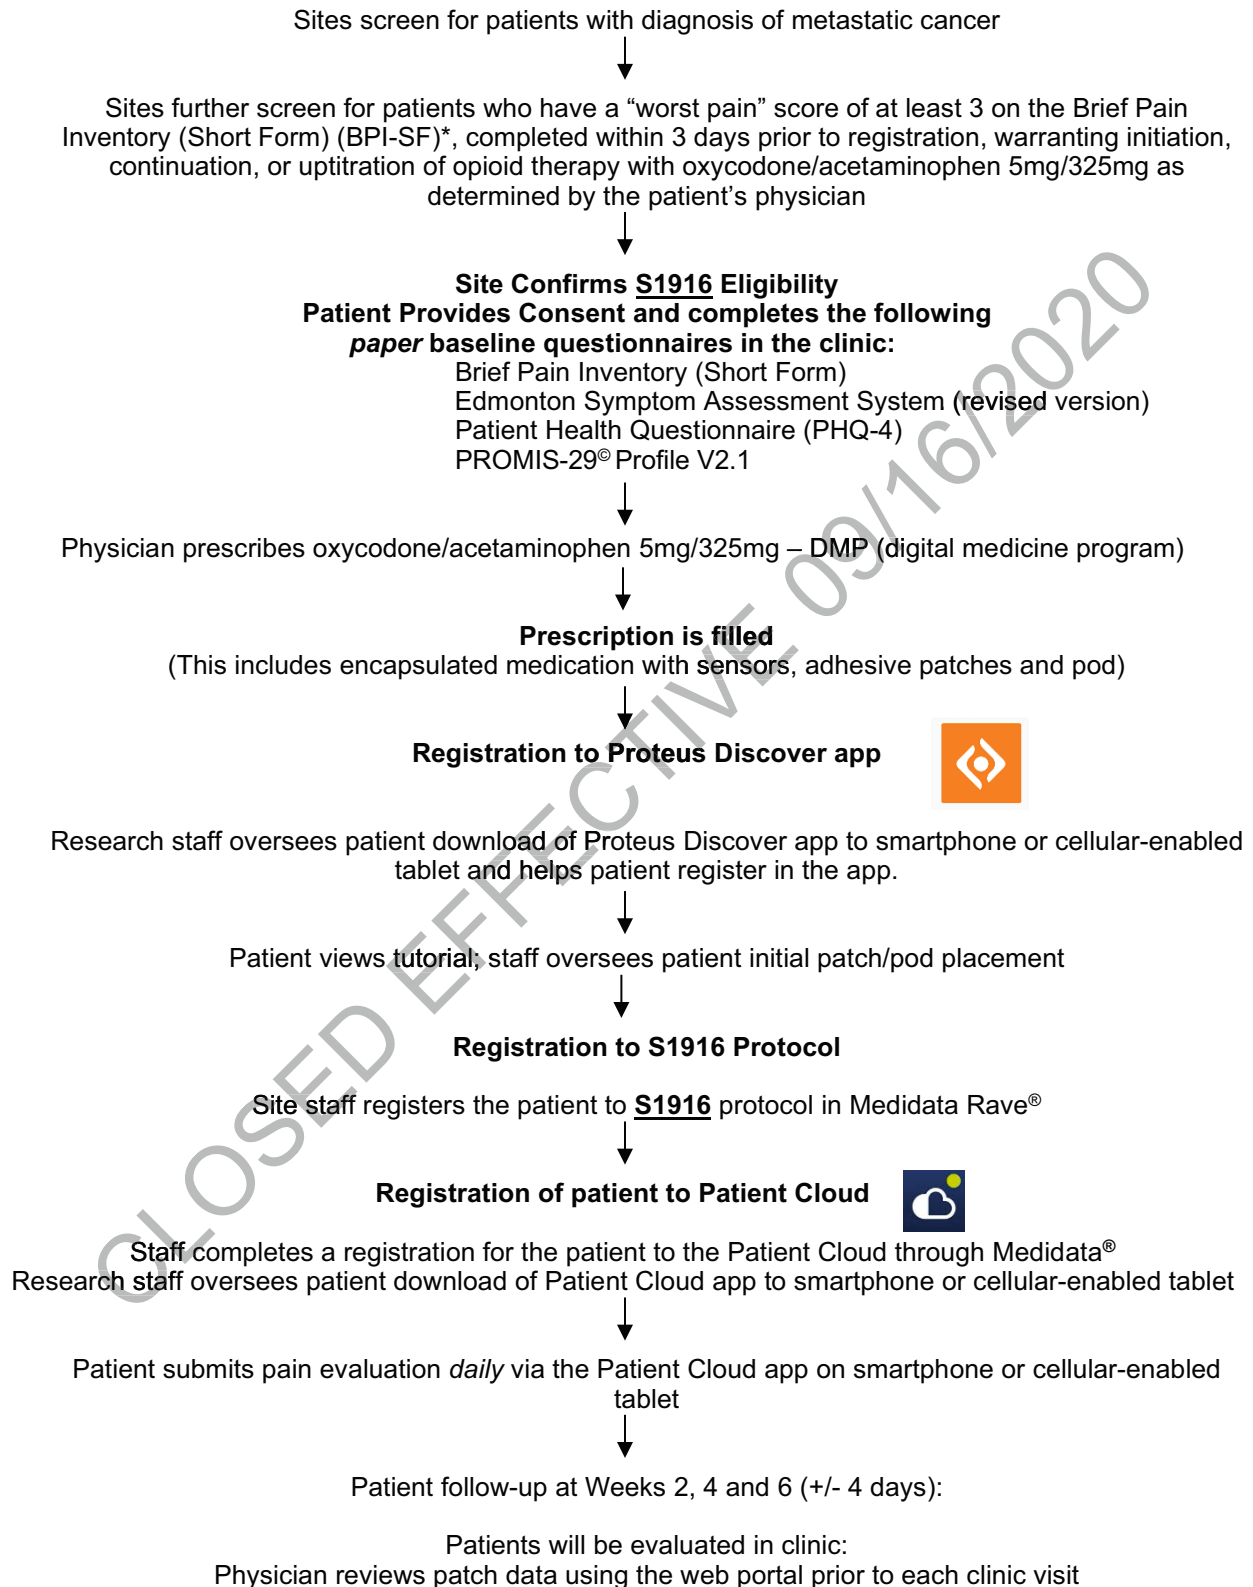 Sites screen for patients with diagnosis of metastatic cancer
Sites further screen for patients who have a “worst pain” score of at least 3 on the Brief Pain
Inventory (Short Form) (BPI-SF)*, completed within 3 days prior to registration, warranting initiation,
continuation, or uptitration of opioid therapy with oxycodone/acetaminophen 5mg/325mg as
determined by the patient’s physician
Site Confirms S1916 Eligibility
Patient Provides Consent and completes the following
paper baseline questionnaires in the clinic:
Brief Pain Inventory (Short Form)
Edmonton Symptom Assessment System (revised version)
Patient Health Questionnaire (PHQ-4)
PROMIS-29© Profile V2.1
Physician prescribes oxycodone/acetaminophen 5mg/325mg – DMP (digital medicine program)
Prescription is filled
(This includes encapsulated medication with sensors, adhesive patches and pod)
Registration to Proteus Discover app
Research staff oversees patient download of Proteus Discover app to smartphone or cellular-enabled
tablet and helps patient register in the app.
Patient views tutorial; staff oversees patient initial patch/pod placement
Registration to S1916 Protocol
Site staff registers the patient to S1916 protocol in Medidata Rave®
Registration of patient to Patient Cloud
Staff completes a registration for the patient to the Patient Cloud through Medidata®
Research staff oversees patient download of Patient Cloud app to smartphone or cellular-enabled tablet
Patient submits pain evaluation daily via the Patient Cloud app on smartphone or cellular-enabled
tablet
Patient follow-up at Weeks 2, 4 and 6 (+/- 4 days):
Patients will be evaluated in clinic:
Physician reviews patch data using the web portal prior to each clinic visit
CLOSED EFFECTIVE 09/16/2020